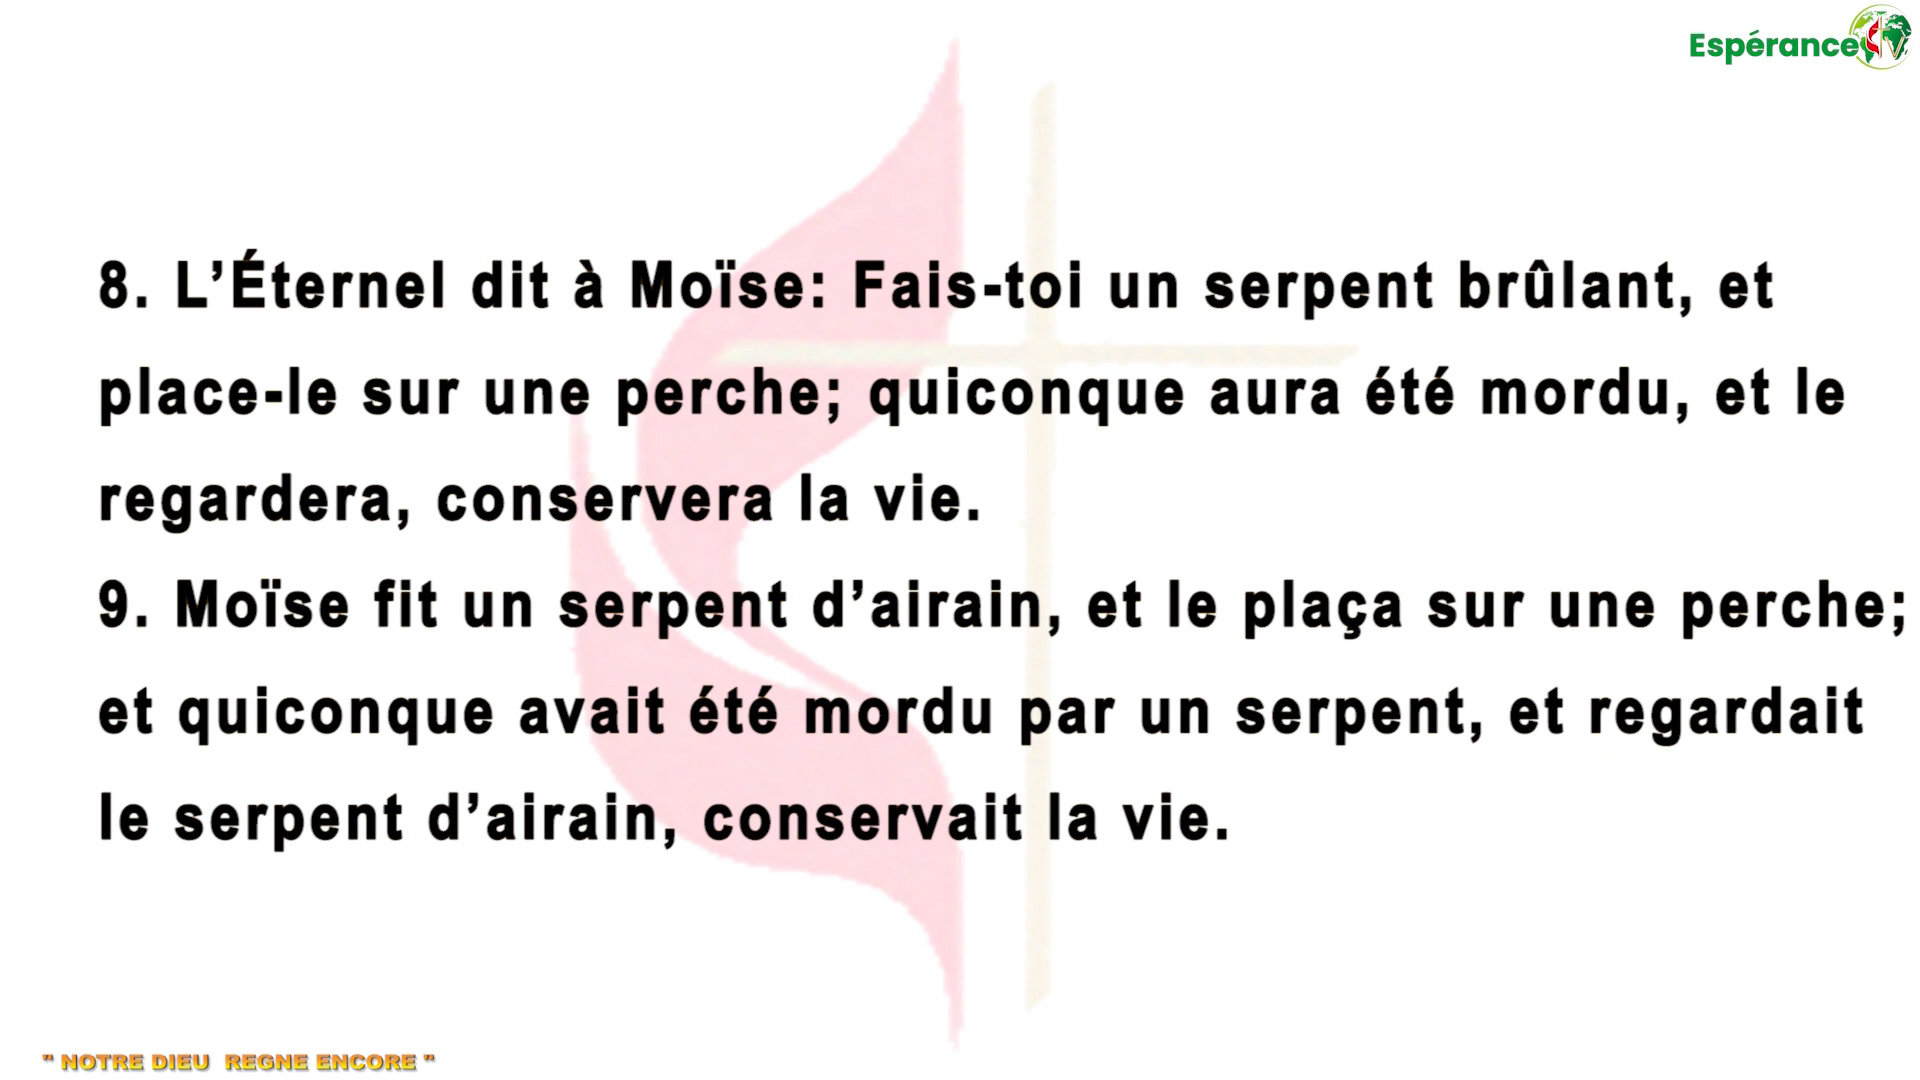 Espérance TV
8. L’Éternel dit à Moïse: Fais-toi un serpent brûlant, et
place-le sur une perche; quiconque aura été mordu, et le
regardera, conservera la vie.
9. Moïse fit un serpent d’airain, et le plaça sur une perche;
et quiconque avait été mordu par un serpent, et regardait
le serpent d’airain, conservait la vie.
" NOTRE DIEU REGNE ENCORE "